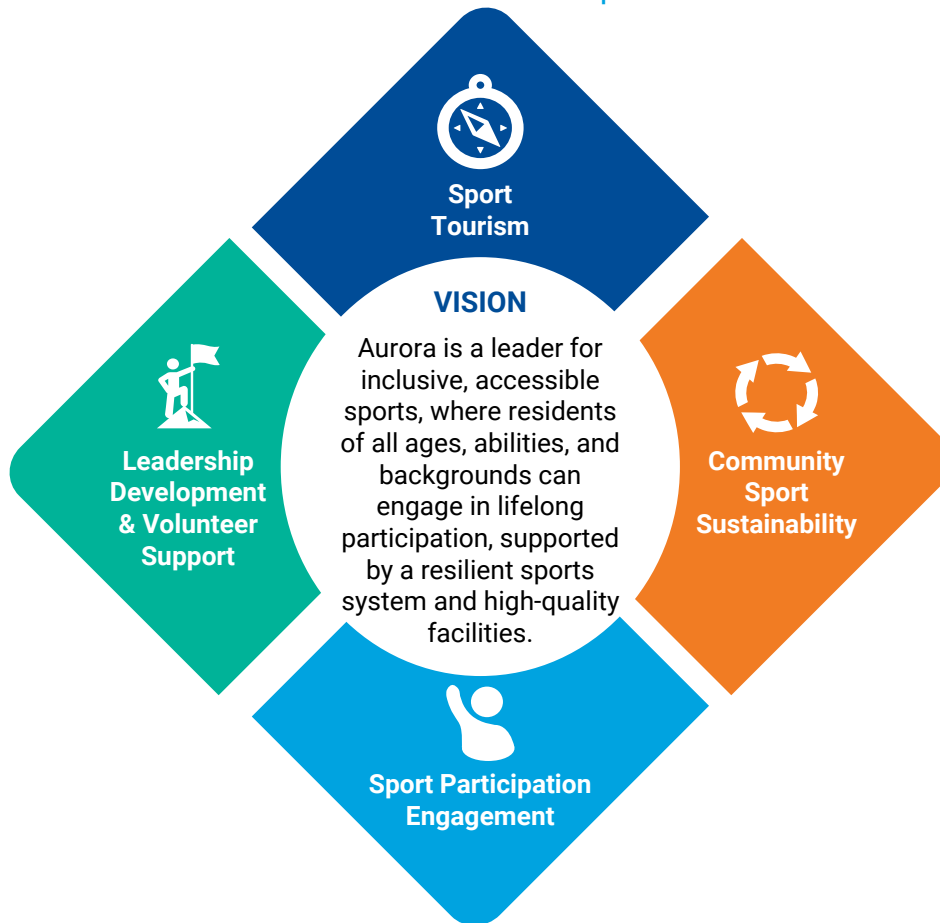 Sport
Tourism
VISION
Aurora is a leader for
inclusive, accessible
sports, where residents
of all ages, abilities, and
backgrounds can
engage in lifelong
participation, supported
by a resilient sports
system and high-quality
facilities.
Leadership
Development
& Volunteer
Support
Community
Sport
Sustainability
Sport Participation
Engagement